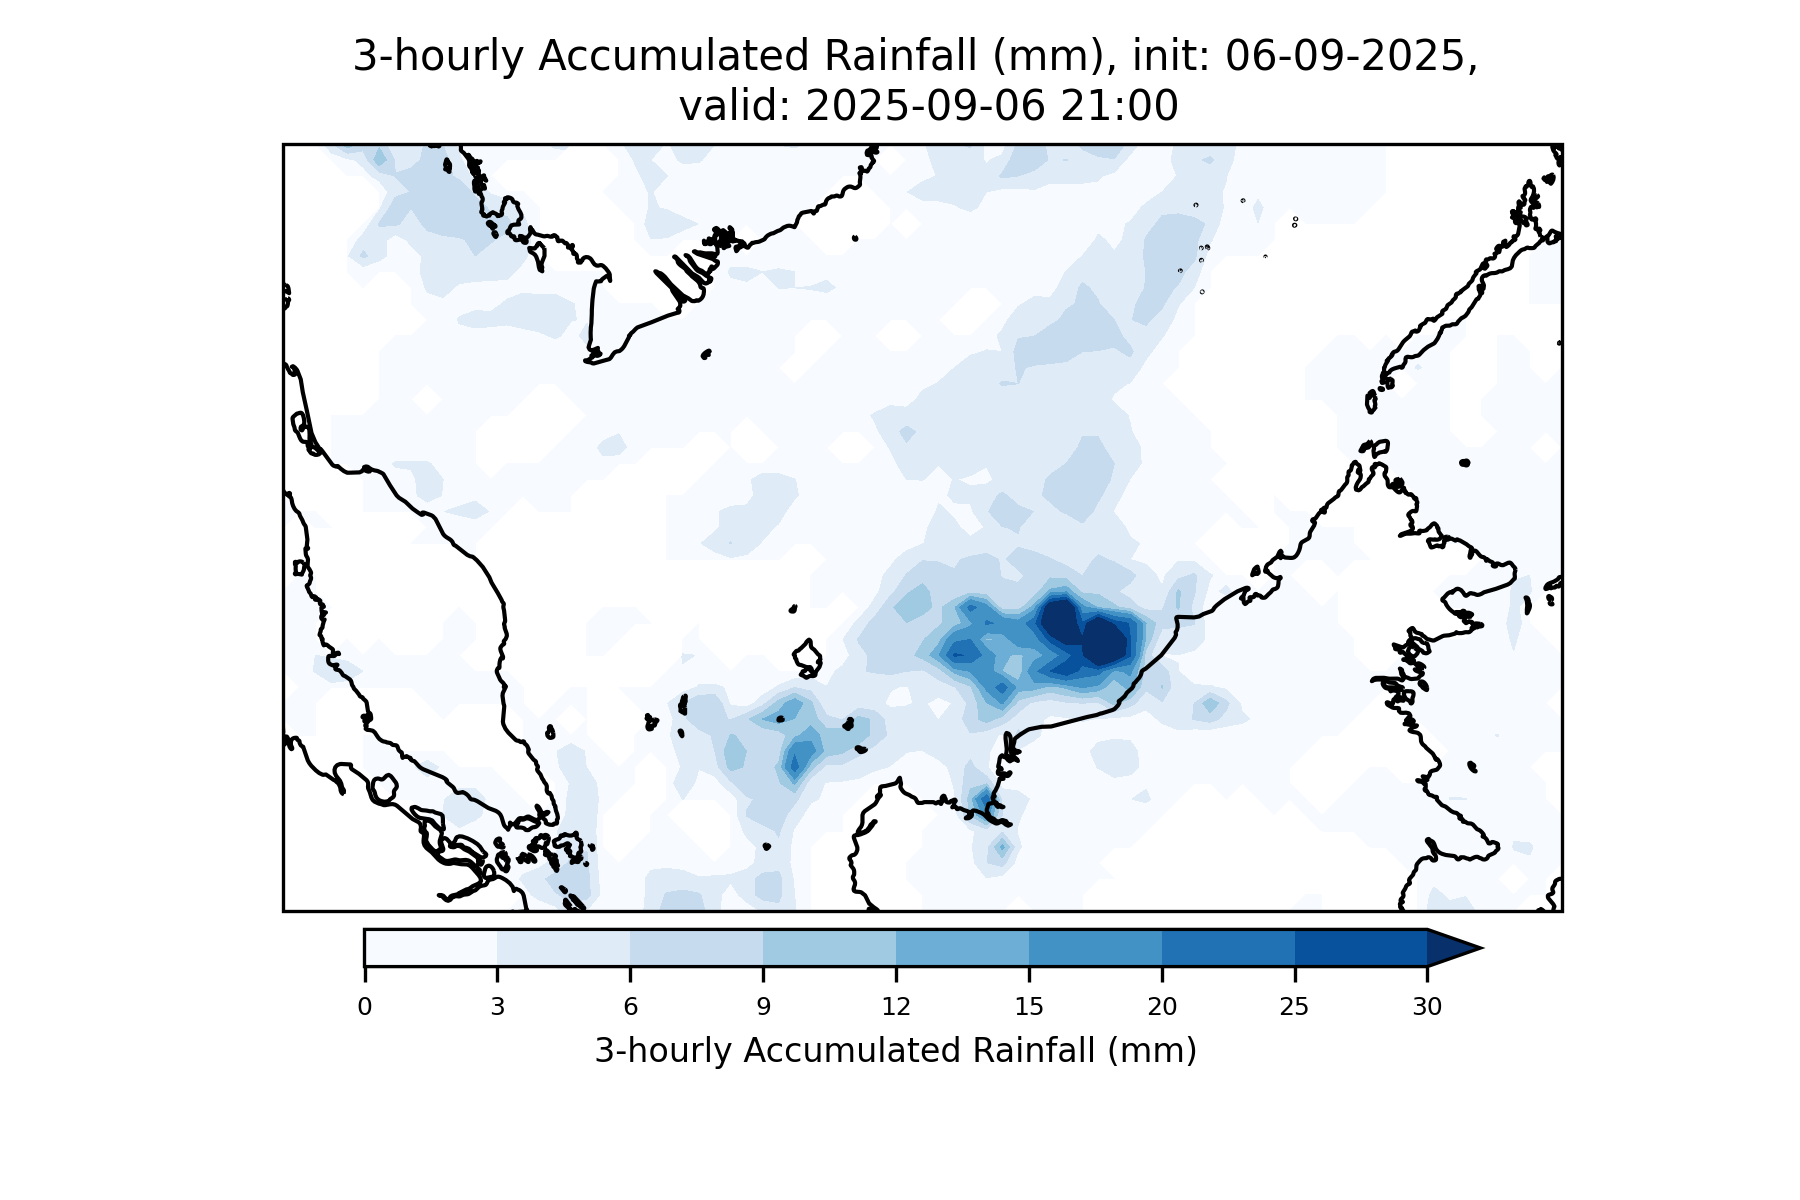 3-hourly Accumulated Rainfall (mm), init: 06-09-2025,
valid: 2025-09-06 21:00
0 3 6 9 12 15 20 25 30
3-hourly Accumulated Rainfall (mm)